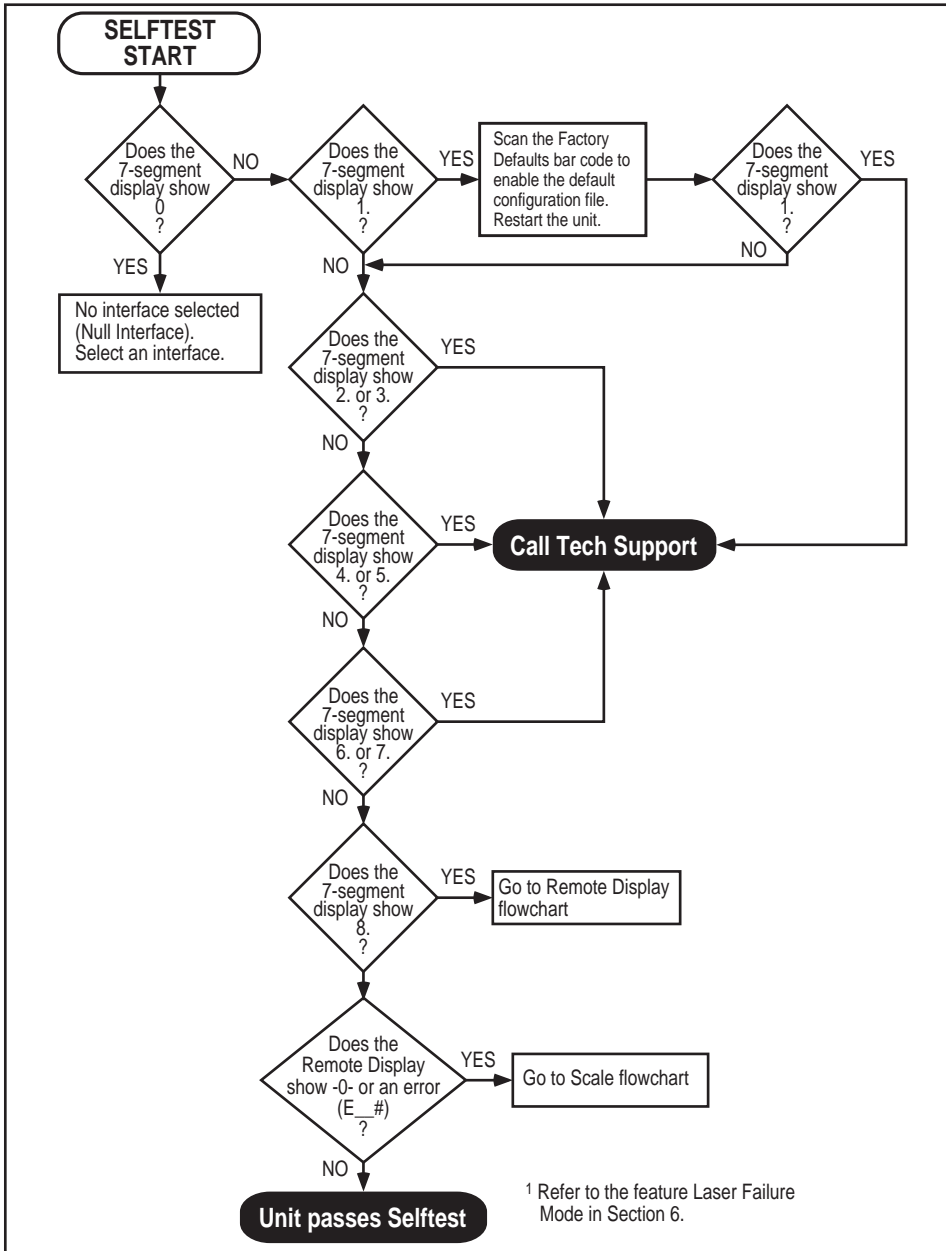 SELFTEST
START
Does the
7-segment
display show
0
?
NO
YES
No interface selected
(Null Interface).
Select an interface.
Does the
7-segment
display show
1.
?
YES
NO
Scan the Factory
Defaults bar code to
enable the default
configuration file.
Restart the unit.
Does the
7-segment
display show
1.
?
YES
NO
Does the
7-segment
display show
2. or 3.
?
YES
NO
Does the
7-segment
display show
4. or 5.
?
YES
NO
Call Tech Support
Does the
7-segment
display show
6. or 7.
?
YES
NO
Does the
7-segment
display show
8.
?
YES
Go to Remote Display
flowchart
Does the
Remote Display
show -0- or an error
(E__#)
?
YES
Go to Scale flowchart
NO
Unit passes Selftest
1 Refer to the feature Laser Failure
Mode in Section 6.